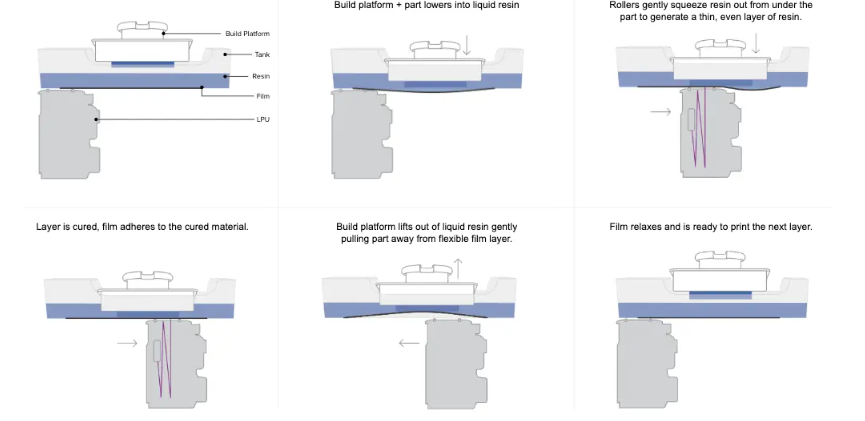 Build platform + part lowers into liquid resin
Rollers gently squeeze resin out from under the
part to generate a thin, even layer of resin.
Build Platform
Tank
Resin
Film
LPU
Layer is cured, film adheres to the cured material.
Build platform lifts out of liquid resin gently
pulling part away from flexible film layer.
Film relaxes and is ready to print the next layer.